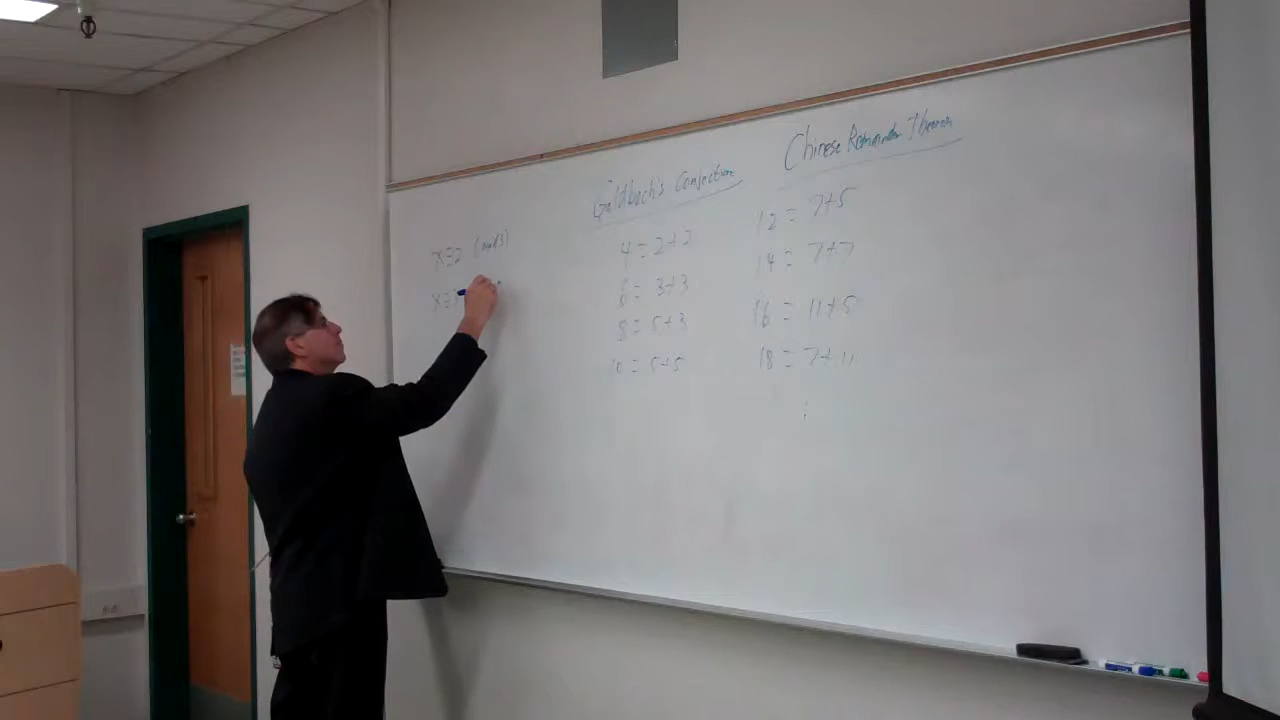 Goldbach's Conjecture
Chinese Remainder Theorem
x≡2 (mod 3)
x≡
4 = 2+2
6 = 3+3
8 = 5+3
10 = 5+5
12 = 7+5
14 = 7+7
16 = 11+5
18 = 7+11
⋮